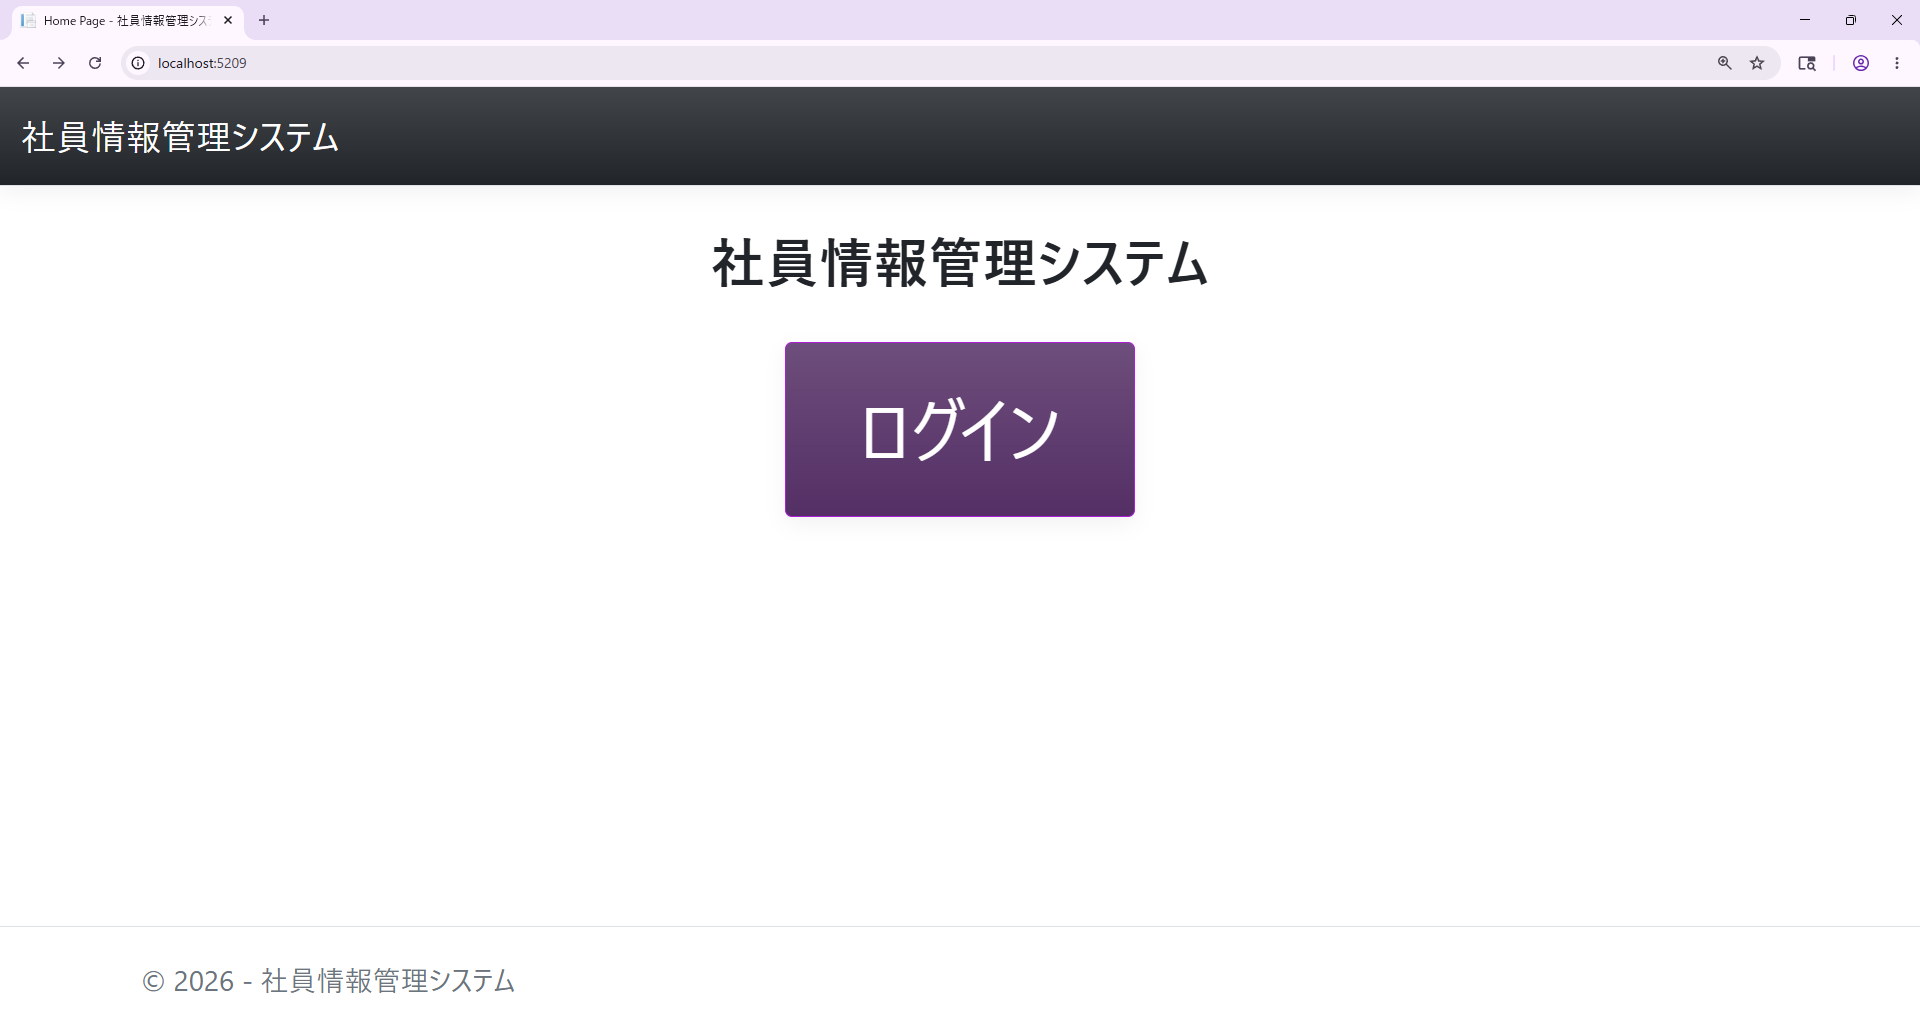 Home Page - 社員情報管理シス
localhost:5209
社員情報管理システム
社員情報管理システム
ログイン
© 2026 - 社員情報管理システム